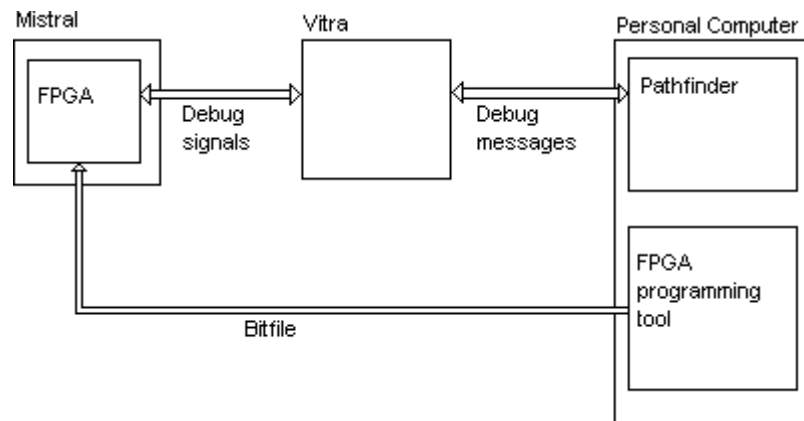 Mistral
Vitra
Personal Computer
FPGA
Debug
signals
Debug
messages
Pathfinder
FPGA
programming
tool
Bitfile